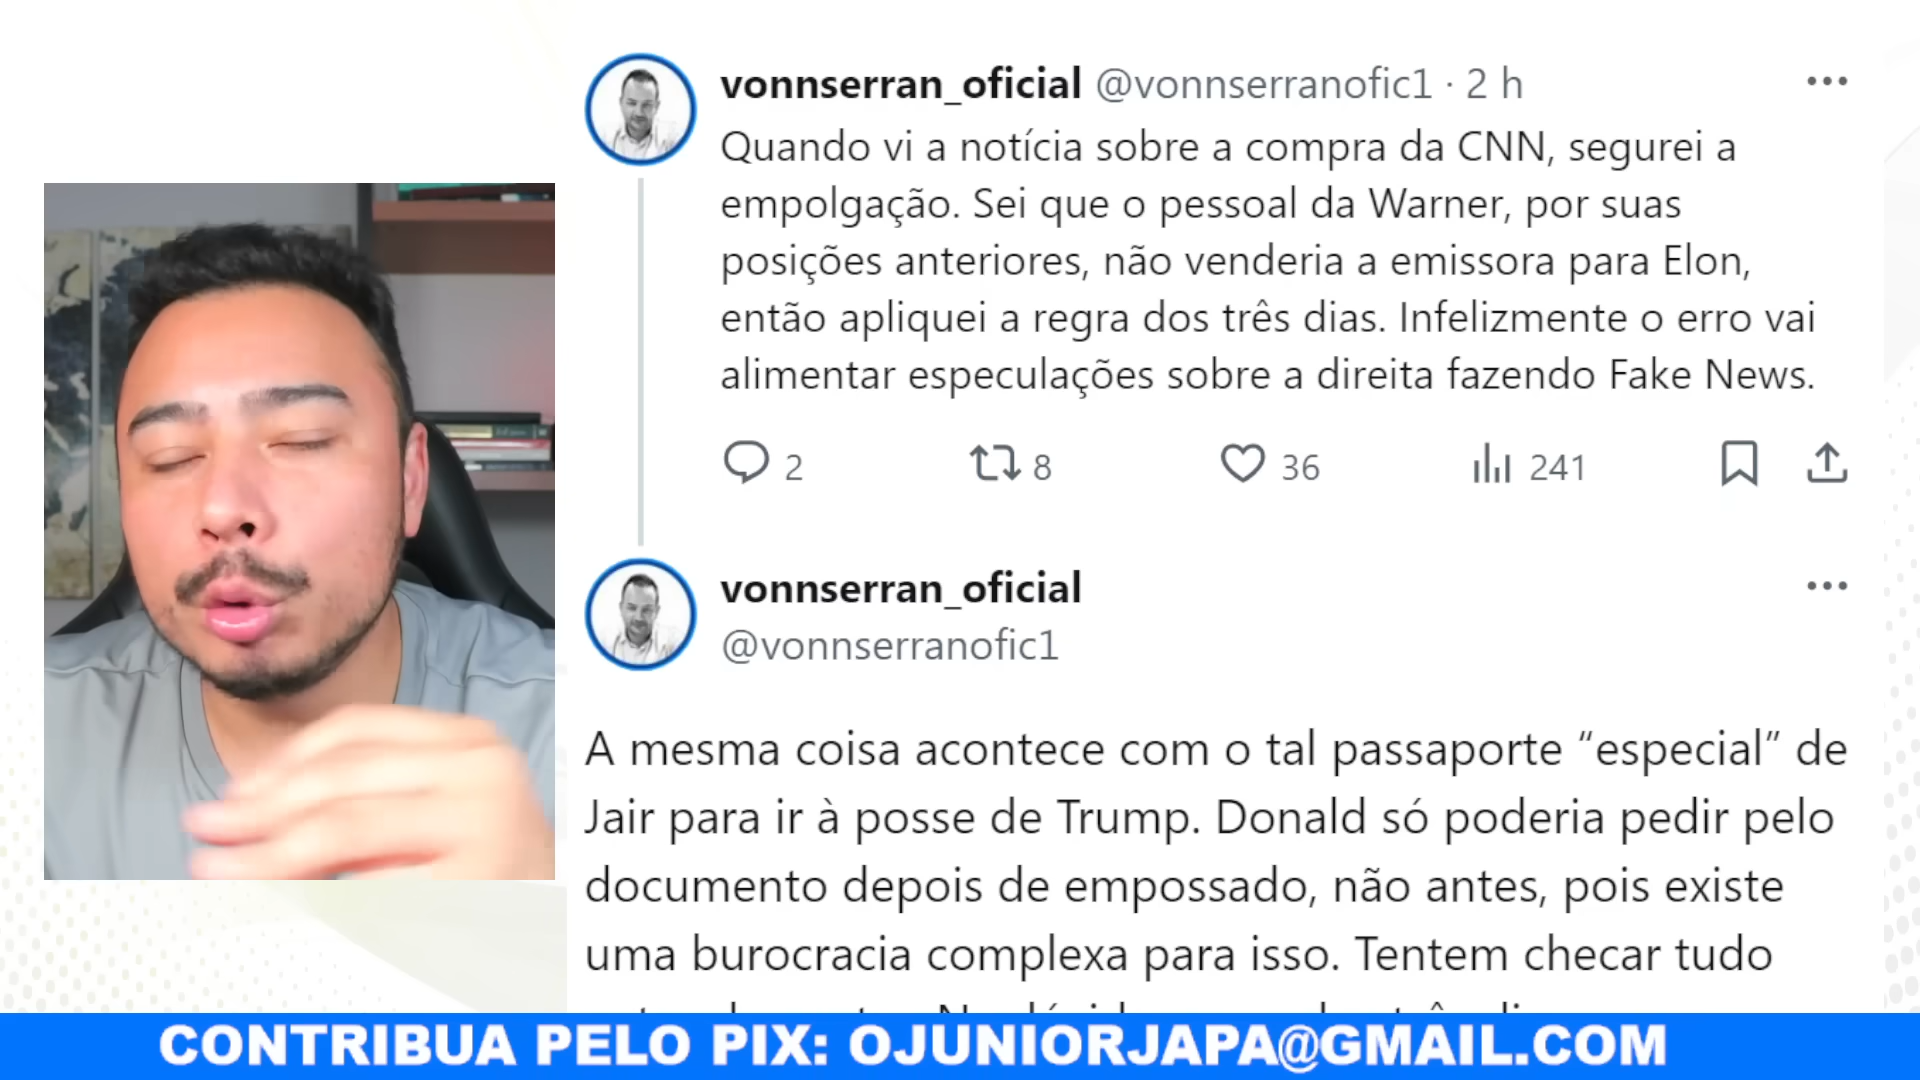 vonnserran_oficial @vonnserranofic1 · 2 h
Quando vi a notícia sobre a compra da CNN, segurei a
empolgação. Sei que o pessoal da Warner, por suas
posições anteriores, não venderia a emissora para Elon,
então apliquei a regra dos três dias. Infelizmente o erro vai
alimentar especulações sobre a direita fazendo Fake News.
2 8 36 241
vonnserran_oficial
@vonnserranofic1
A mesma coisa acontece com o tal passaporte “especial” de
Jair para ir à posse de Trump. Donald só poderia pedir pelo
documento depois de empossado, não antes, pois existe
uma burocracia complexa para isso. Tentem checar tudo
CONTRIBUA PELO PIX: OJUNIORJAPA@GMAIL.COM